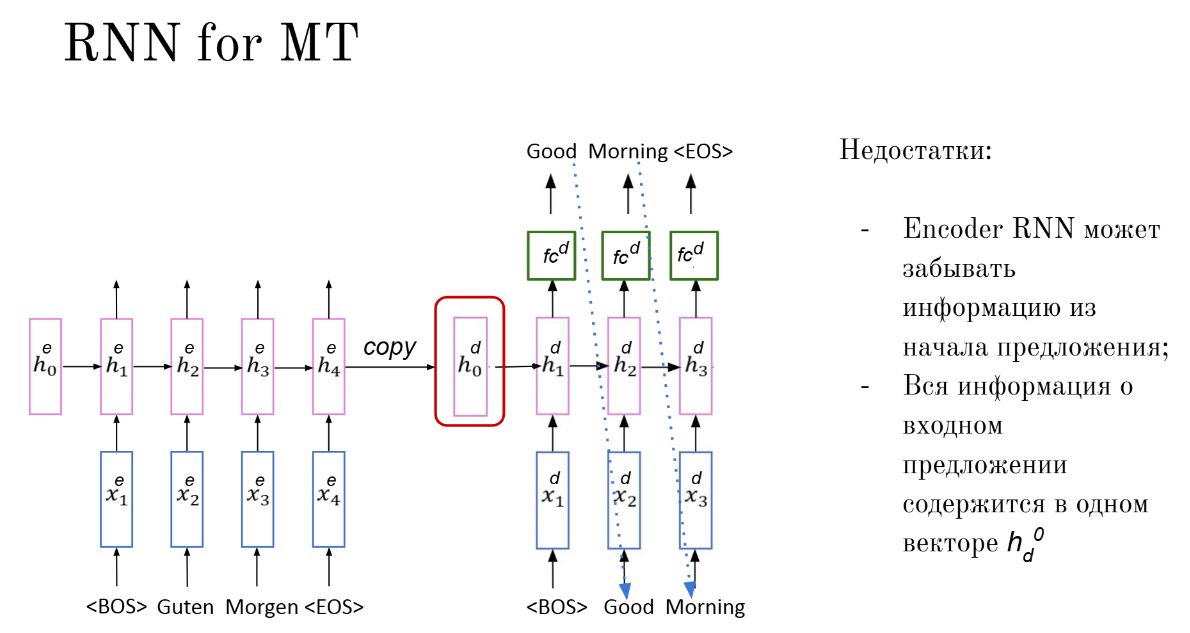 RNN for MT
Good Morning <EOS>
fc^d fc^d fc^d
h_0^e h_1^e h_2^e h_3^e h_4^e copy h_0^d h_1^d h_2^d h_3^d
x_1^e x_2^e x_3^e x_4^e x_1^d x_2^d x_3^d
<BOS> Guten Morgen <EOS> <BOS> Good Morning
Недостатки:
- Encoder RNN может
забывать
информацию из
начала предложения;
- Вся информация о
входном
предложении
содержится в одном
векторе h_d^0